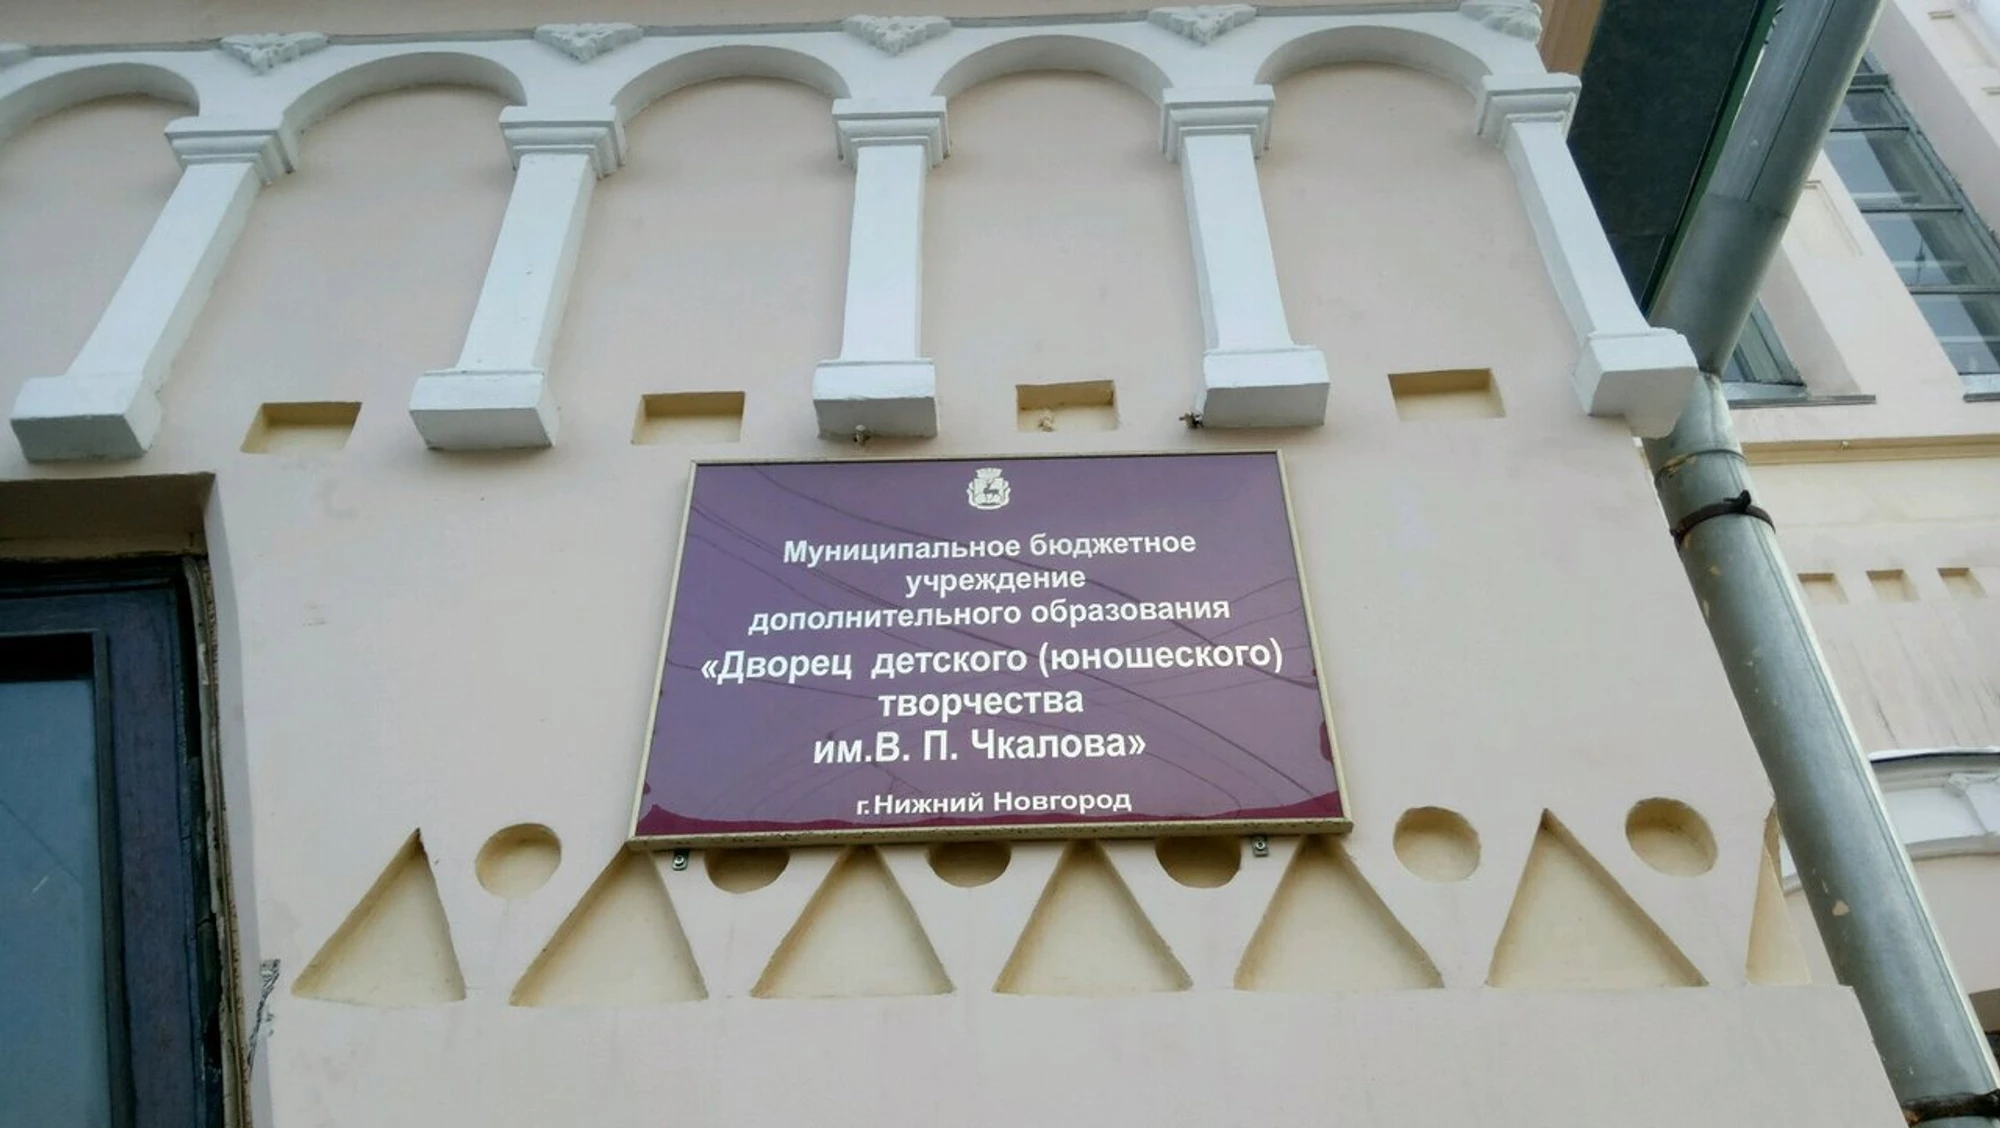 Муниципальное бюджетное
учреждение
дополнительного образования
«Дворец детского (юношеского)
творчества
им.В. П. Чкалова»
г.Нижний Новгород